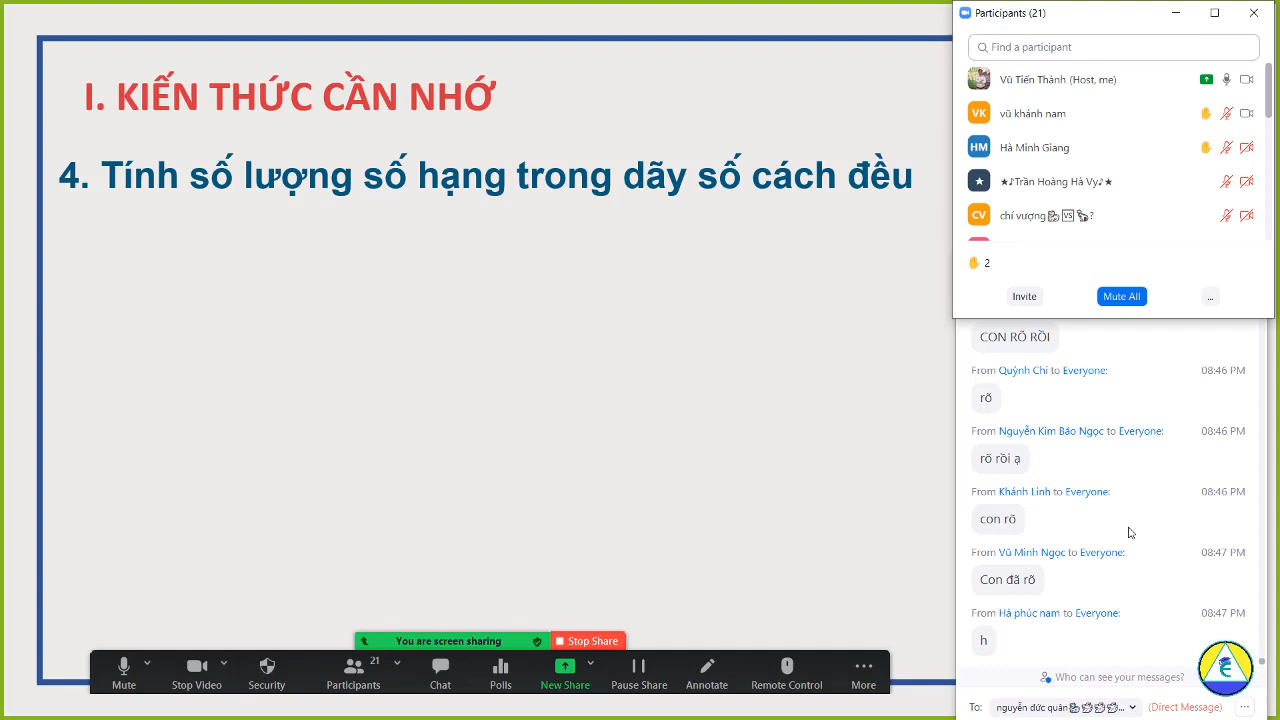 I. KIẾN THỨC CẦN NHỚ
4. Tính số lượng số hạng trong dãy số cách đều
Participants (21)
Find a participant
Vũ Tiến Thành (Host, me)
VK vũ khánh nam
HM Hà Minh Giang
★♪Trần Hoàng Hà Vy♪★
CV chí vượng🐉🆚🐆?
✋ 2
Invite
Mute All
...
CON RÕ RỒI
From Quỳnh Chi to Everyone: 08:46 PM
rõ
From Nguyễn Kim Bảo Ngọc to Everyone: 08:46 PM
rõ rồi ạ
From Khánh Linh to Everyone: 08:46 PM
con rõ
From Vũ Minh Ngọc to Everyone: 08:47 PM
Con đã rõ
From Hà phúc nam to Everyone: 08:47 PM
h
Who can see your messages?
To: nguyễn đức quân... (Direct Message)
You are screen sharing
Stop Share
21
Mute
Stop Video
Security
Participants
Chat
Polls
New Share
Pause Share
Annotate
Remote Control
More